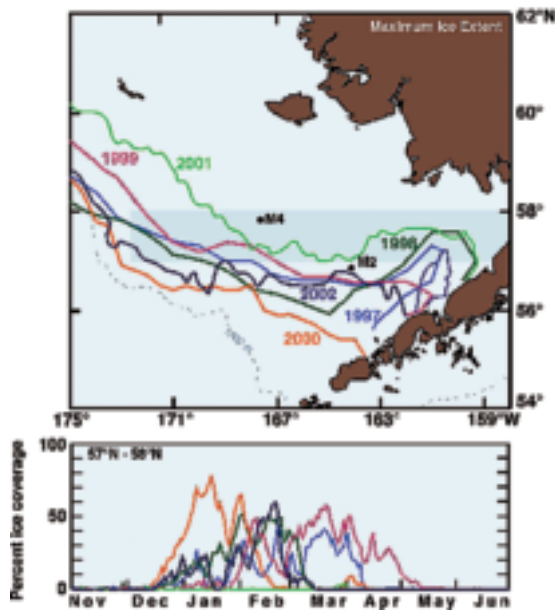 62°N
Maximum Ice Extent
60°
2001
1999
58°
M4
1998
M2
2002
1997
56°
2000
54°
175°
171°
167°
163°
159°W
100
57°N - 58°N
Percent ice coverage
50
0
Nov Dec Jan Feb Mar Apr May Jun